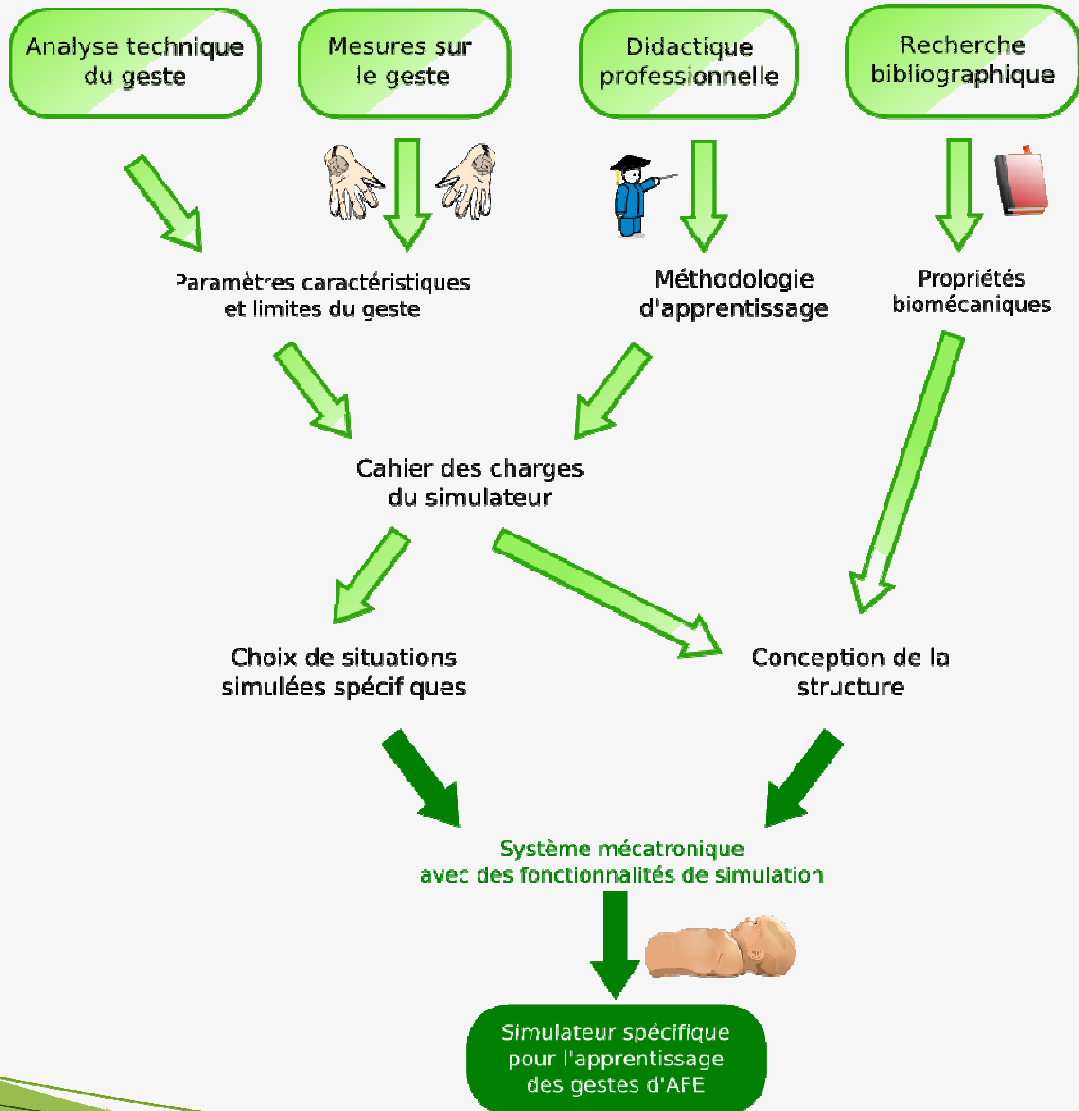 Analyse technique
du geste
Mesures sur
le geste
Didactique
professionnelle
Recherche
bibliographique
Paramètres caractéristiques
et limites du geste
Méthodologie
d'apprentissage
Propriétés
biomécaniques
Cahier des charges
du simulateur
Choix de situations
simulées spécifiques
Conception de la
structure
Système mécatronique
avec des fonctionnalités de simulation
Simulateur spécifique
pour l'apprentissage
des gestes d'AFE